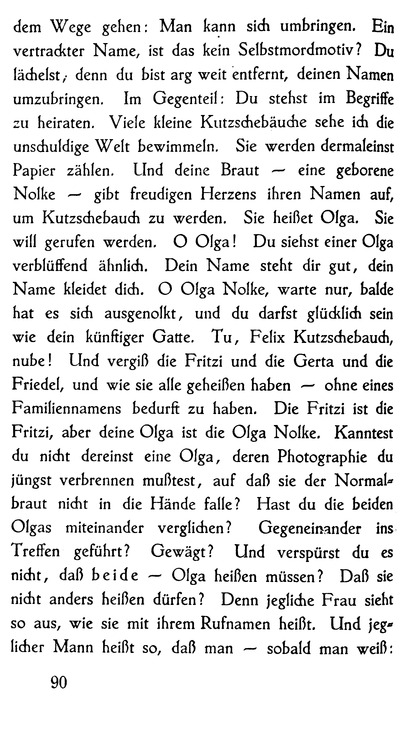 dem Wege gehen: Man kann sich umbringen. Ein
vertrackter Name, ist das kein Selbstmordmotiv? Du
lächelst, denn du bist arg weit entfernt, deinen Namen
umzubringen. Im Gegenteil: Du stehst im Begriffe
zu heiraten. Viele kleine Kutzschebäuche sehe ich die
unschuldige Welt bewimmeln. Sie werden dermaleinst
Papier zählen. Und deine Braut — eine geborene
Nolke — gibt freudigen Herzens ihren Namen auf,
um Kutzschebauch zu werden. Sie heißet Olga. Sie
will gerufen werden. O Olga! Du siehst einer Olga
verblüffend ähnlich. Dein Name steht dir gut, dein
Name kleidet dich. O Olga Nolke, warte nur, balde
hat es sich ausgenolkt, und du darfst glücklich sein
wie dein künftiger Gatte. Tu, Felix Kutzschebauch,
nube! Und vergiß die Fritzi und die Gerta und die
Friedel, und wie sie alle geheißen haben — ohne eines
Familiennamens bedurft zu haben. Die Fritzi ist die
Fritzi, aber deine Olga ist die Olga Nolke. Kanntest
du nicht dereinst eine Olga, deren Photographie du
jüngst verbrennen mußtest, auf daß sie der Normal-
braut nicht in die Hände falle? Hast du die beiden
Olgas miteinander verglichen? Gegeneinander ins
Treffen geführt? Gewägt? Und verspürst du es
nicht, daß beide — Olga heißen müssen? Daß sie
nicht anders heißen dürfen? Denn jegliche Frau sieht
so aus, wie sie mit ihrem Rufnamen heißt. Und jeg-
licher Mann heißt so, daß man — sobald man weiß:
90